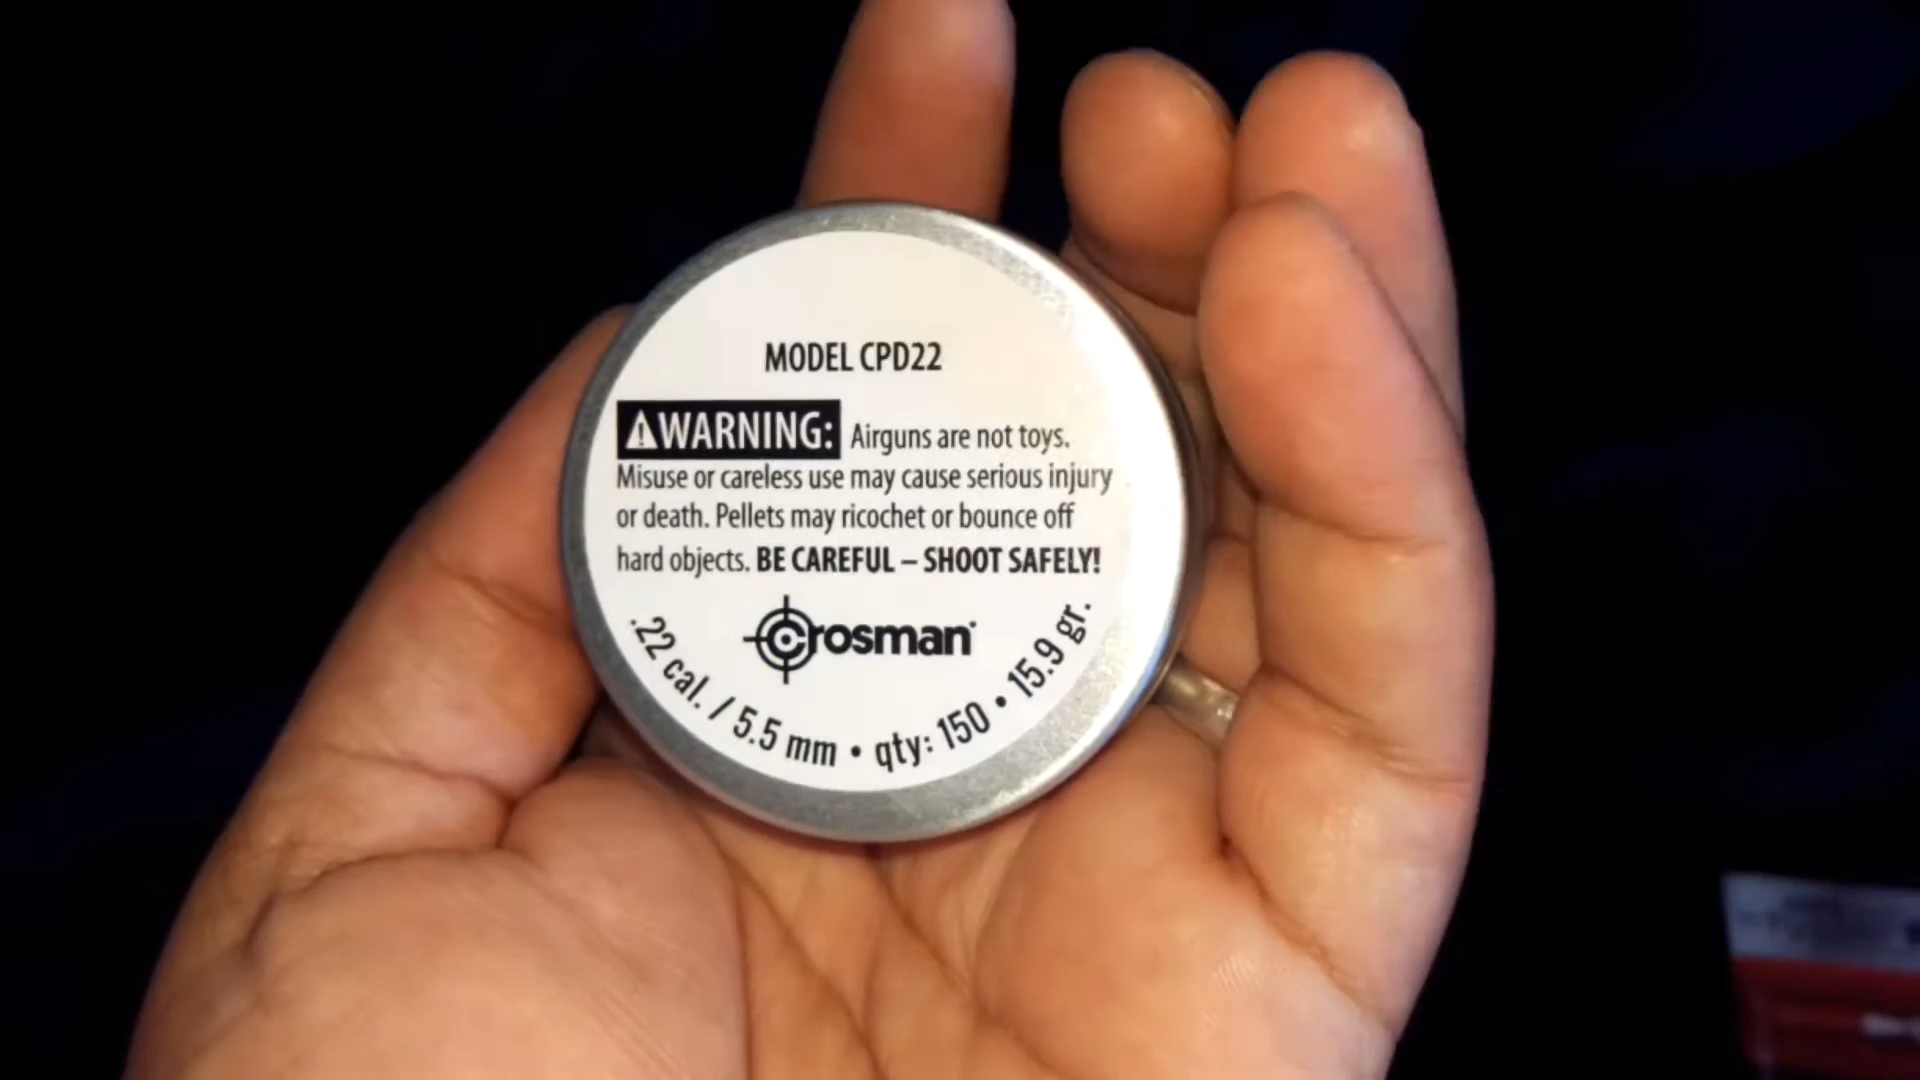 MODEL CPD22
⚠WARNING: Airguns are not toys.
Misuse or careless use may cause serious injury
or death. Pellets may ricochet or bounce off
hard objects. BE CAREFUL – SHOOT SAFELY!
Crosman
.22 cal. / 5.5 mm • qty: 150 • 15.9 gr.